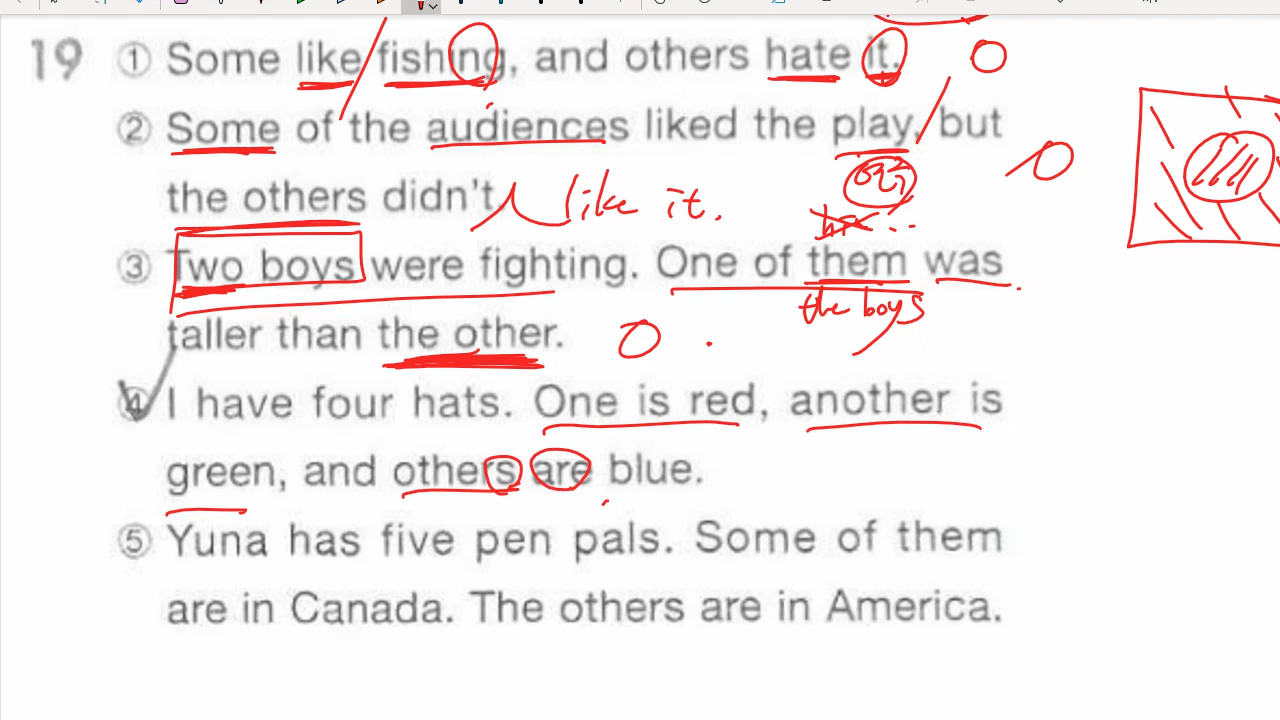 19 ① Some like fishing, and others hate it.
② Some of the audiences liked the play, but
the others didn't. like it.
③ Two boys were fighting. One of them was
the boys
taller than the other.
④ I have four hats. One is red, another is
green, and others are blue.
⑤ Yuna has five pen pals. Some of them
are in Canada. The others are in America.